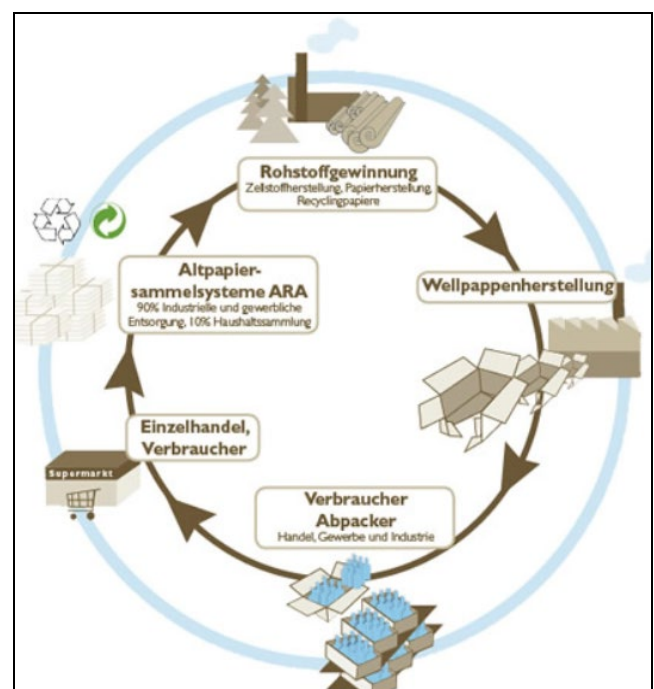 Rohstoffgewinnung
Zellstoffherstellung, Papierherstellung,
Recyclingpapiere
Wellpappenherstellung
Altpapier-
sammelsysteme ARA
90% Industrielle und gewerbliche
Entsorgung, 10% Haushaltssammlung
Einzelhandel,
Verbraucher
Supermarkt
Verbraucher
Abpacker
Handel, Gewerbe und Industrie